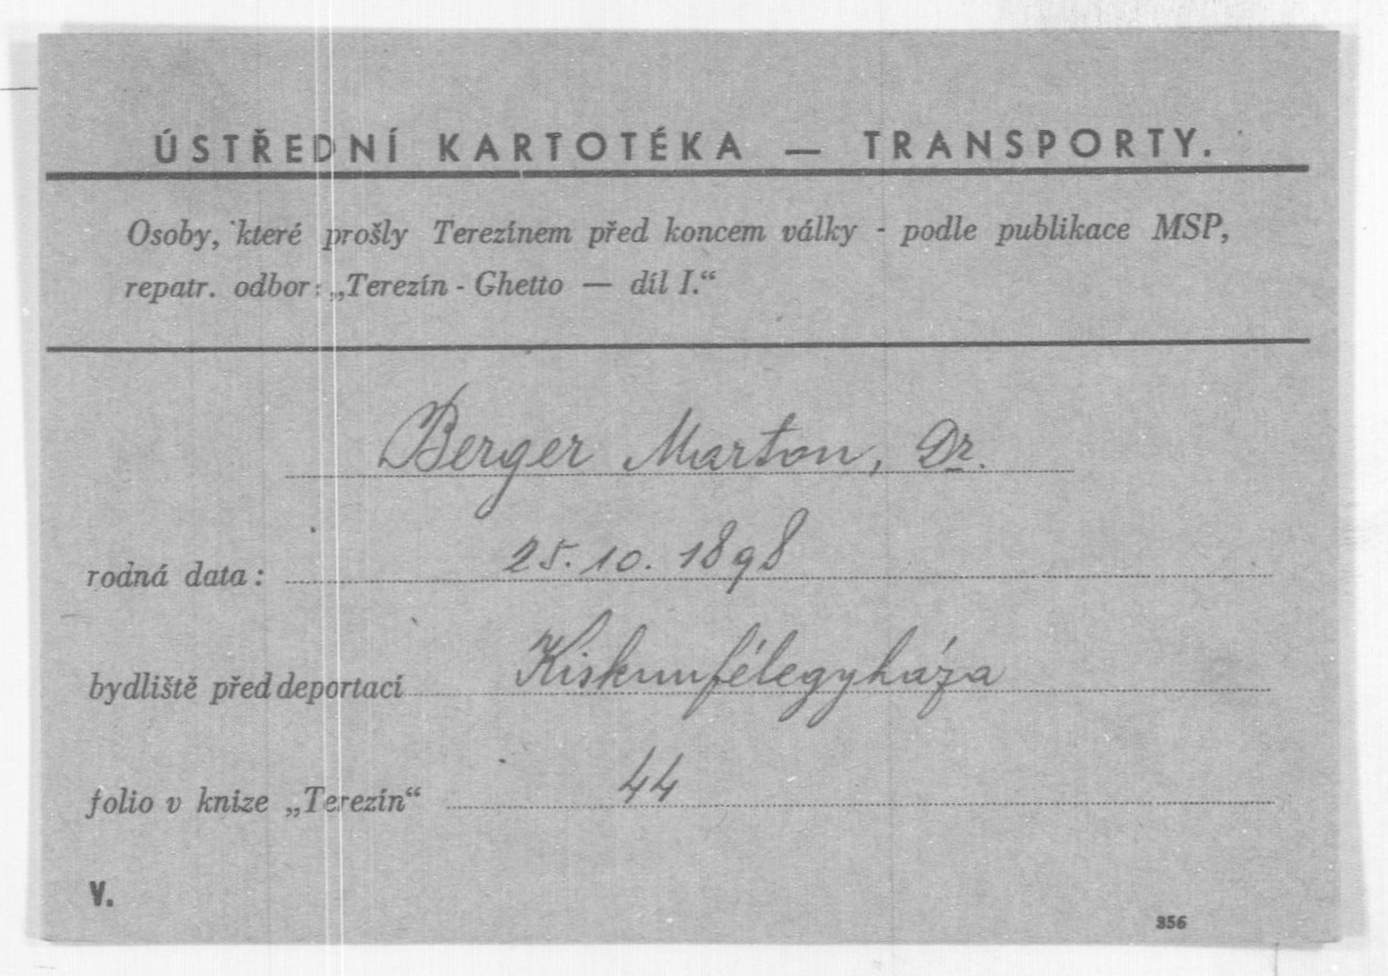 ÚSTŘEDNÍ KARTOTÉKA — TRANSPORTY.
Osoby, které prošly Terezínem před koncem války - podle publikace MSP,
repatr. odbor: „Terezín - Ghetto — díl I.“
Berger Marton, Dr.
rodná data: 25. 10. 1898
bydliště před deportací Kiskunfélegyháza
folio v knize „Terezín“ 44
V.
356